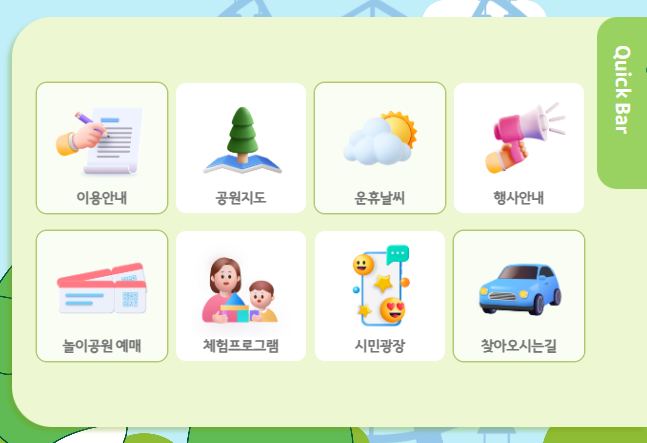 Quick Bar
이용안내
공원지도
운휴날씨
행사안내
놀이공원 예매
체험프로그램
시민광장
찾아오시는길